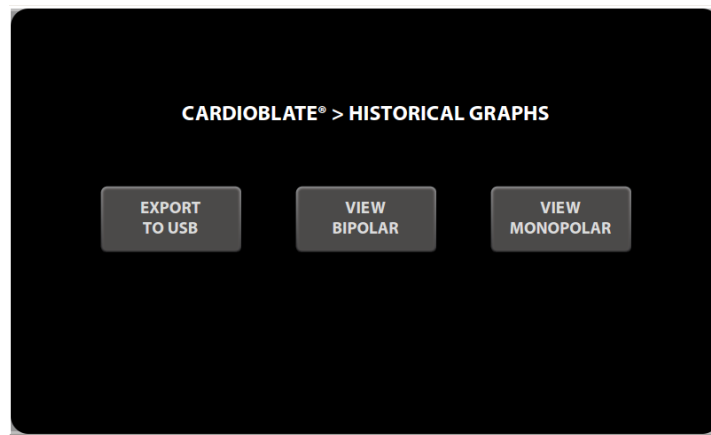 CARDIOBLATE® > HISTORICAL GRAPHS
EXPORT
TO USB
VIEW
BIPOLAR
VIEW
MONOPOLAR